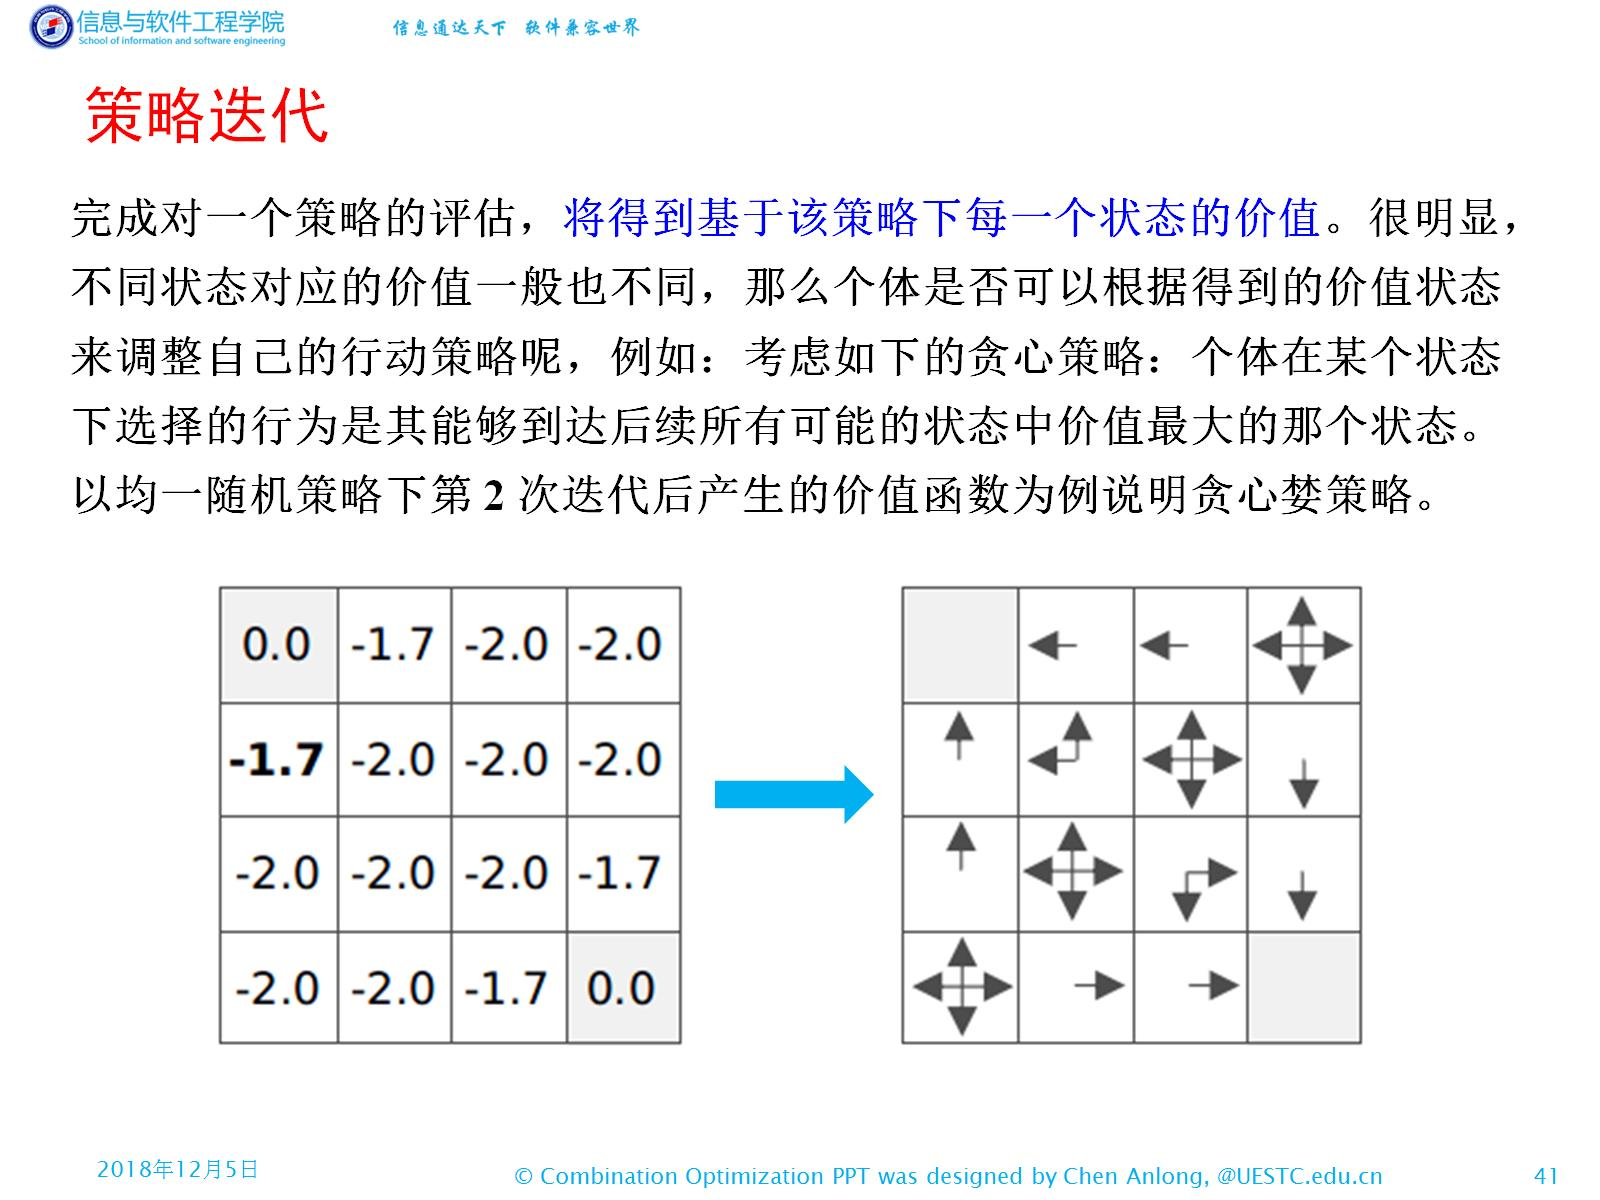 信息与软件工程学院
School of information and software engineering
信息通达天下 软件兼容世界
策略迭代
完成对一个策略的评估，将得到基于该策略下每一个状态的价值。很明显，
不同状态对应的价值一般也不同，那么个体是否可以根据得到的价值状态
来调整自己的行动策略呢，例如：考虑如下的贪心策略：个体在某个状态
下选择的行为是其能够到达后续所有可能的状态中价值最大的那个状态。
以均一随机策略下第 2 次迭代后产生的价值函数为例说明贪心婪策略。
0.0 -1.7 -2.0 -2.0
-1.7 -2.0 -2.0 -2.0
-2.0 -2.0 -2.0 -1.7
-2.0 -2.0 -1.7 0.0
2018年12月5日
© Combination Optimization PPT was designed by Chen Anlong, @UESTC.edu.cn
41